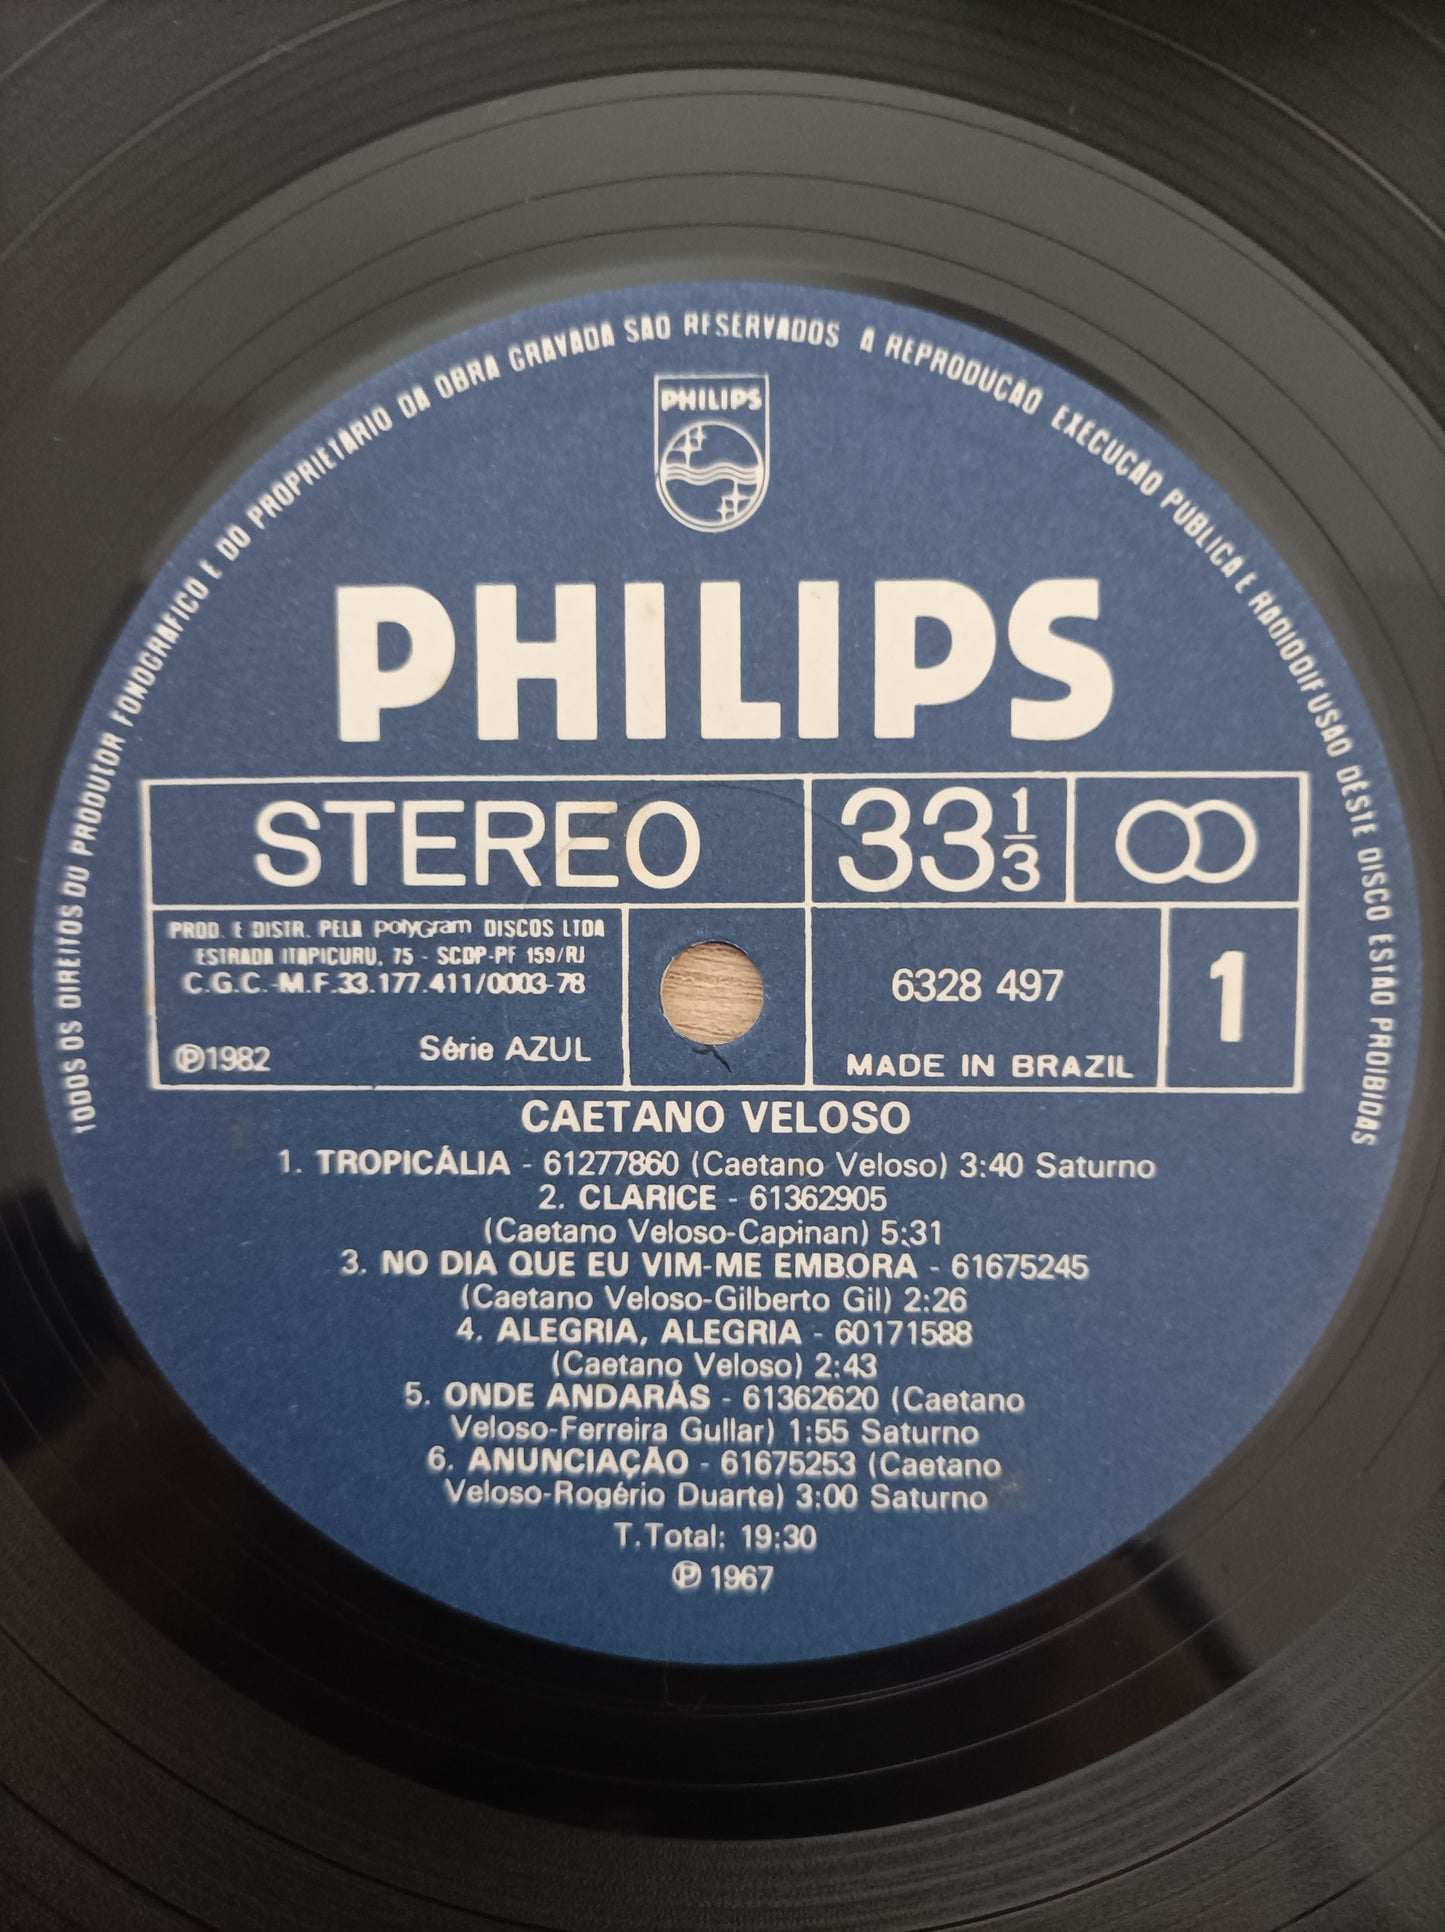 TODOS OS DIREITOS DO PRODUTOR FONOGRAFICO E DO PROPRIETARIO DA OBRA GRAVADA SAO RESERVADOS A REPRODUCAO EXECUCAO PUBLICA E RADIODIFUSAO DESTE DISCO ESTAO PROIBIDAS
PHILIPS
PHILIPS
STEREO 33 1/3
PROD. E DISTR. PELA polyGram DISCOS LTDA
ESTRADA ITAPICURU, 75 - SCDP-PF 159/RJ
C.G.C.-M.F.33.177.411/0003-78
℗1982 Série AZUL
6328 497
MADE IN BRAZIL
1
CAETANO VELOSO
1. TROPICÁLIA - 61277860 (Caetano Veloso) 3:40 Saturno
2. CLARICE - 61362905
(Caetano Veloso-Capinan) 5:31
3. NO DIA QUE EU VIM-ME EMBORA - 61675245
(Caetano Veloso-Gilberto Gil) 2:26
4. ALEGRIA, ALEGRIA - 60171588
(Caetano Veloso) 2:43
5. ONDE ANDARÁS - 61362620 (Caetano
Veloso-Ferreira Gullar) 1:55 Saturno
6. ANUNCIAÇÃO - 61675253 (Caetano
Veloso-Rogério Duarte) 3:00 Saturno
T.Total: 19:30
℗ 1967